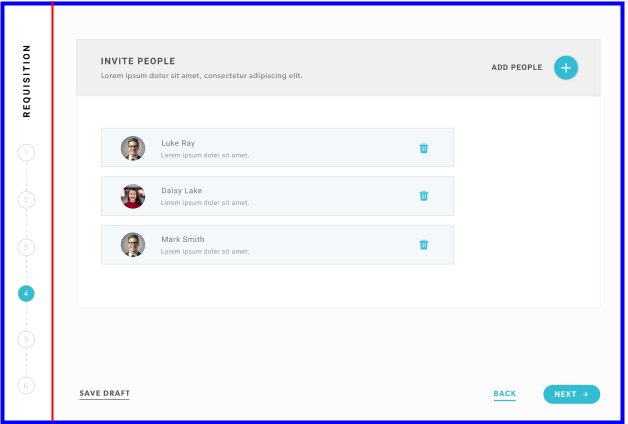 REQUISITION
1
2
3
4
5
6
INVITE PEOPLE
Lorem ipsum dolor sit amet, consectetur adipiscing elit.
ADD PEOPLE
Luke Ray
Lorem ipsum doler sit amet.
Daisy Lake
Lorem ipsum doler sit amet.
Mark Smith
Lorem ipsum doler sit amet.
SAVE DRAFT
BACK
NEXT →